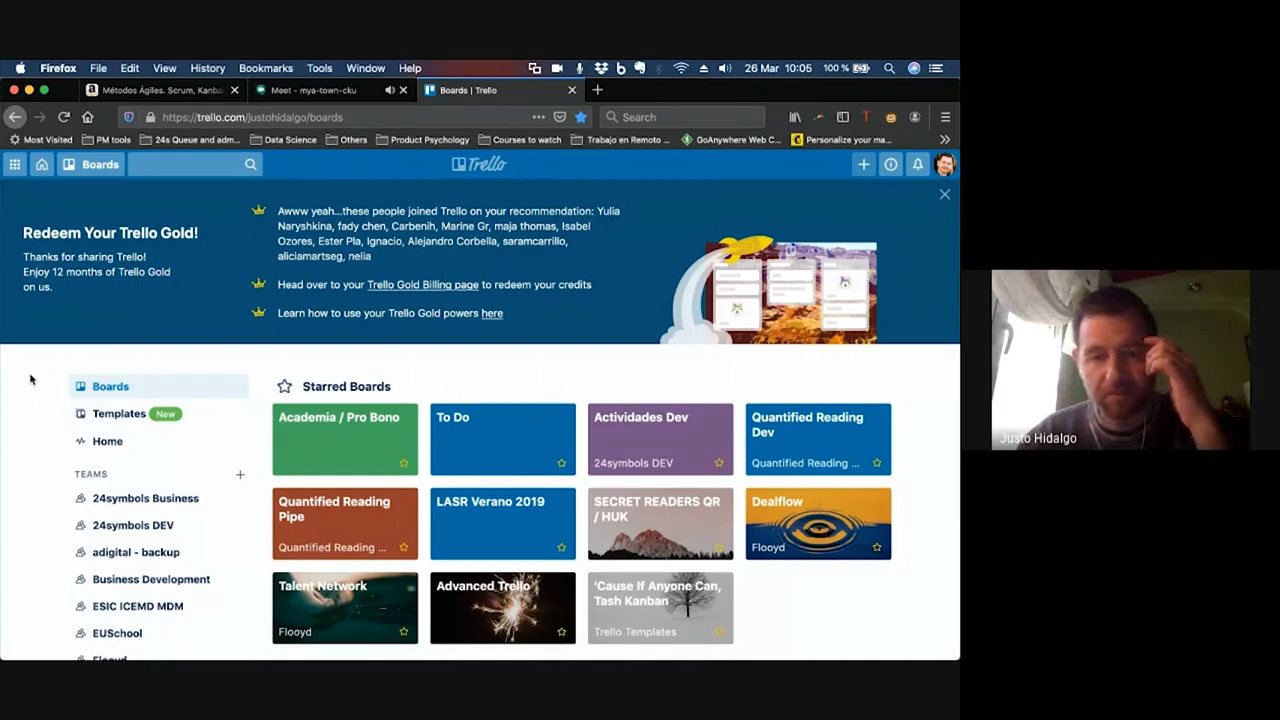 Firefox File Edit View History Bookmarks Tools Window Help
26 Mar 10:05 100 %
Métodos Ágiles. Scrum, Kanba
Meet - mya-town-cku
Boards | Trello
https://trello.com/justohidalgo/boards
Search
Most Visited PM tools 24s Queue and adm... Data Science Others Product Psychology Courses to watch Trabajo en Remoto ... GoAnywhere Web C... Personalize your ma...
Boards
Trello
Redeem Your Trello Gold!
Thanks for sharing Trello!
Enjoy 12 months of Trello Gold
on us.
Awww yeah...these people joined Trello on your recommendation: Yulia
Naryshkina, fady chen, Carbenih, Marine Gr, maja thomas, Isabel
Ozores, Ester Pla, Ignacio, Alejandro Corbella, saramcarrillo,
aliciamartseg, nelia
Head over to your Trello Gold Billing page to redeem your credits
Learn how to use your Trello Gold powers here
Boards
Templates New
Home
TEAMS
24symbols Business
24symbols DEV
adigital - backup
Business Development
ESIC ICEMD MDM
EUSchool
Flooyd
Starred Boards
Academia / Pro Bono
To Do
Actividades Dev
24symbols DEV
Quantified Reading
Dev
Quantified Reading ...
Quantified Reading
Pipe
Quantified Reading ...
LASR Verano 2019
SECRET READERS QR
/ HUK
Dealflow
Flooyd
Talent Network
Flooyd
Advanced Trello
'Cause If Anyone Can,
Tash Kanban
Trello Templates
Justo Hidalgo